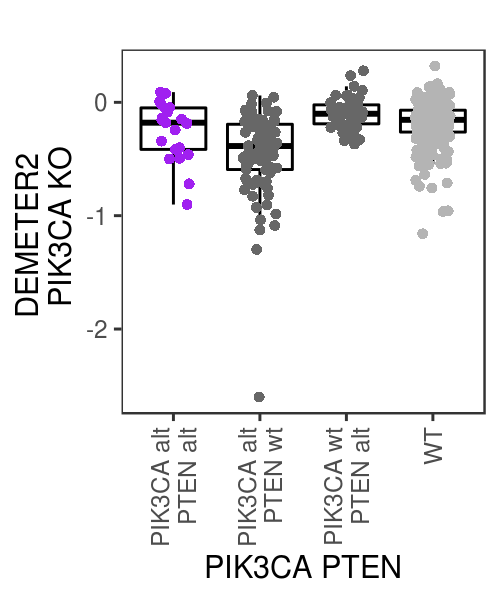 DEMETER2
PIK3CA KO
0
-1
-2
PIK3CA alt
PTEN alt
PIK3CA alt
PTEN wt
PIK3CA wt
PTEN alt
WT
PIK3CA PTEN